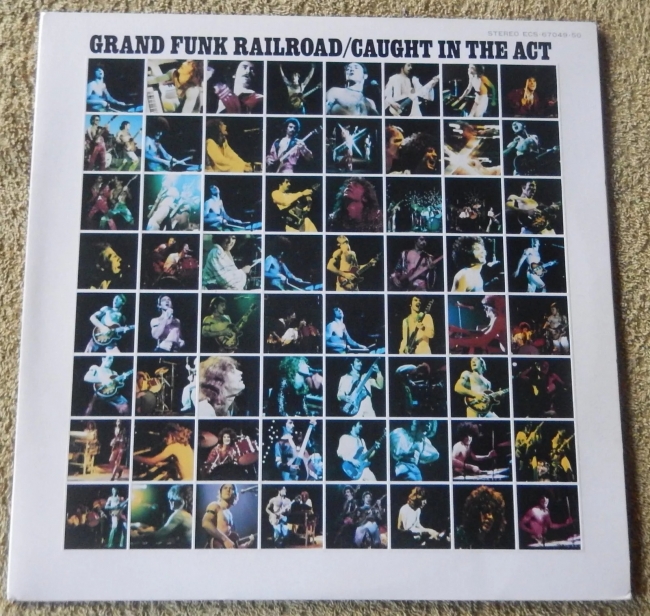 STEREO ECS-67049·50
GRAND FUNK RAILROAD/CAUGHT IN THE ACT